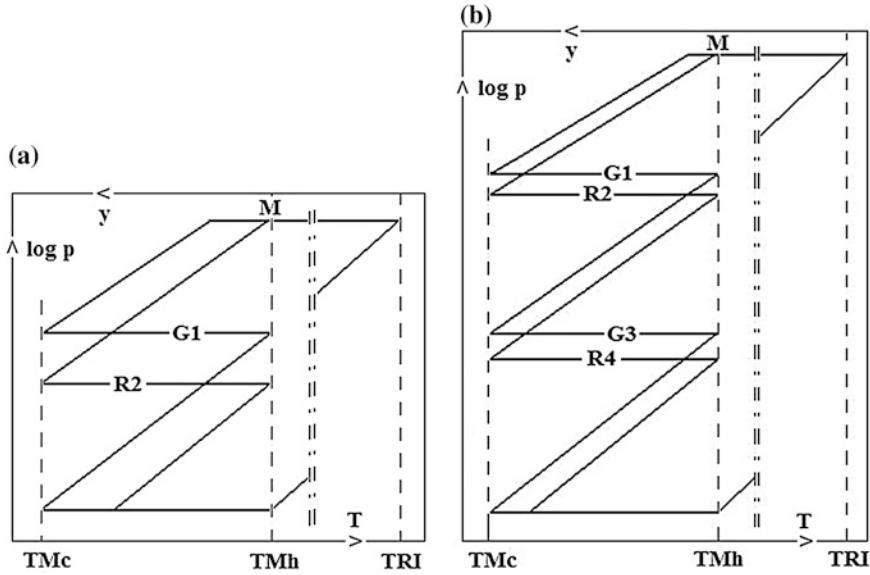 (a)
<
y
M
^ log p
G1
R2
T
>
TMc TMh TRI
(b)
<
y
M
^ log p
G1
R2
G3
R4
T
>
TMc TMh TRI